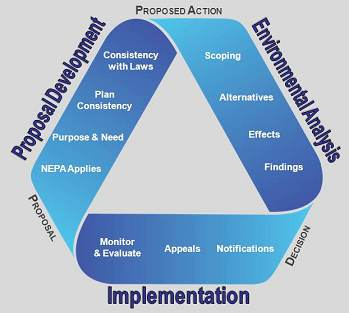 PROPOSED ACTION
Proposal Development
Consistency
with Laws
Plan
Consistency
Purpose & Need
NEPA Applies
PROPOSAL
Environmental Analysis
Scoping
Alternatives
Effects
Findings
DECISION
Monitor
& Evaluate
Appeals
Notifications
Implementation